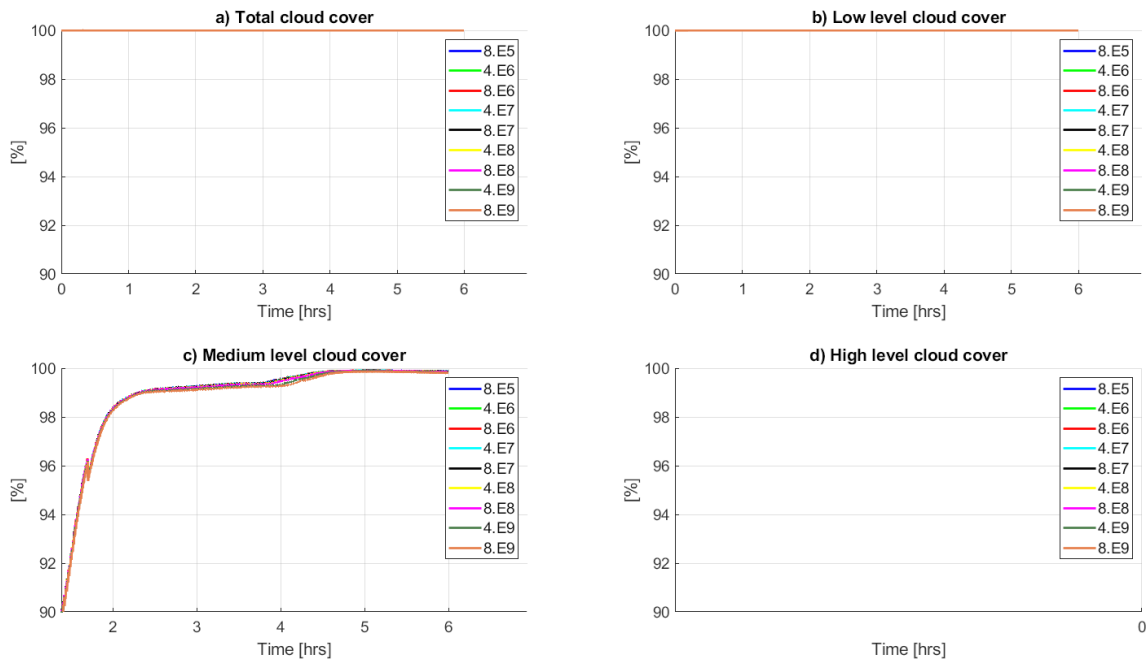 a) Total cloud cover
100
98
96
94
92
90
[%]
0 1 2 3 4 5 6
Time [hrs]
8.E5
4.E6
8.E6
4.E7
8.E7
4.E8
8.E8
4.E9
8.E9
b) Low level cloud cover
100
98
96
94
92
90
[%]
0 1 2 3 4 5 6
Time [hrs]
8.E5
4.E6
8.E6
4.E7
8.E7
4.E8
8.E8
4.E9
8.E9
c) Medium level cloud cover
100
98
96
94
92
90
[%]
2 3 4 5 6
Time [hrs]
8.E5
4.E6
8.E6
4.E7
8.E7
4.E8
8.E8
4.E9
8.E9
d) High level cloud cover
100
98
96
94
92
90
[%]
0
Time [hrs]
8.E5
4.E6
8.E6
4.E7
8.E7
4.E8
8.E8
4.E9
8.E9